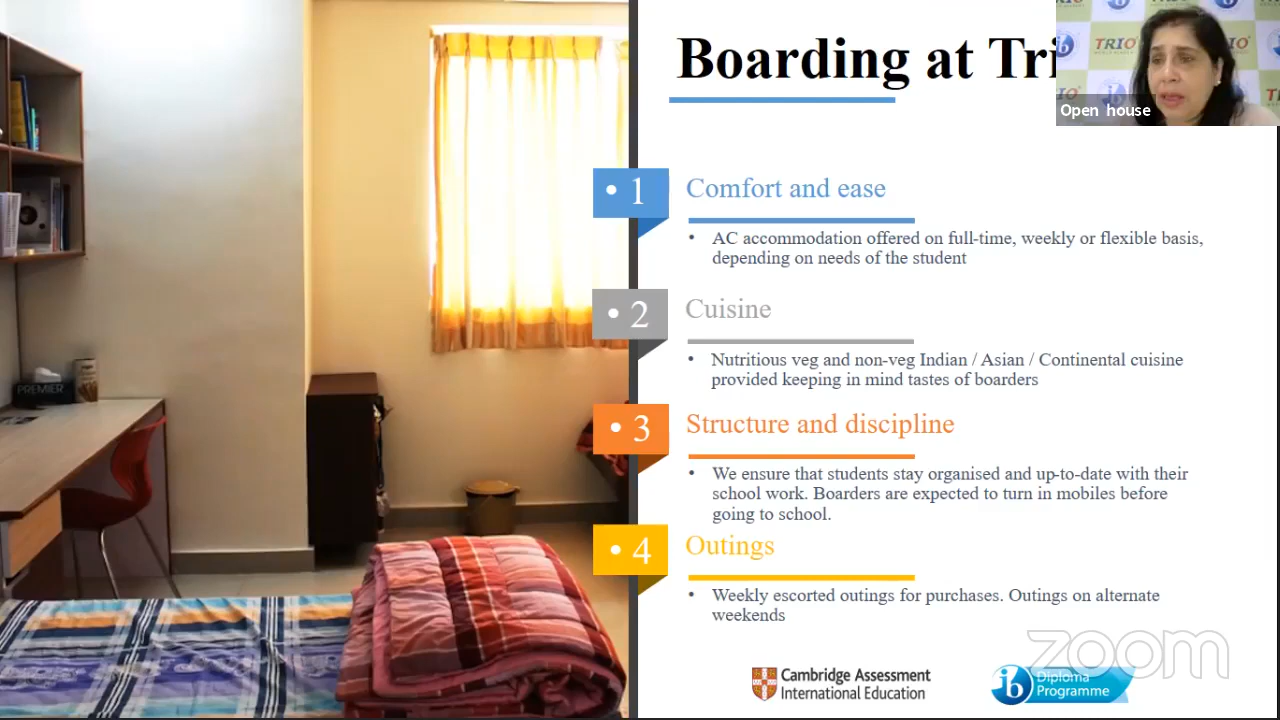 Boarding at Tri
TRIO
Open house
• 1
Comfort and ease
• AC accommodation offered on full-time, weekly or flexible basis,
depending on needs of the student
• 2
Cuisine
• Nutritious veg and non-veg Indian / Asian / Continental cuisine
provided keeping in mind tastes of boarders
PREMIER
• 3
Structure and discipline
• We ensure that students stay organised and up-to-date with their
school work. Boarders are expected to turn in mobiles before
going to school.
• 4
Outings
• Weekly escorted outings for purchases. Outings on alternate
weekends
zoom
Cambridge Assessment
International Education
ib Diploma
Programme